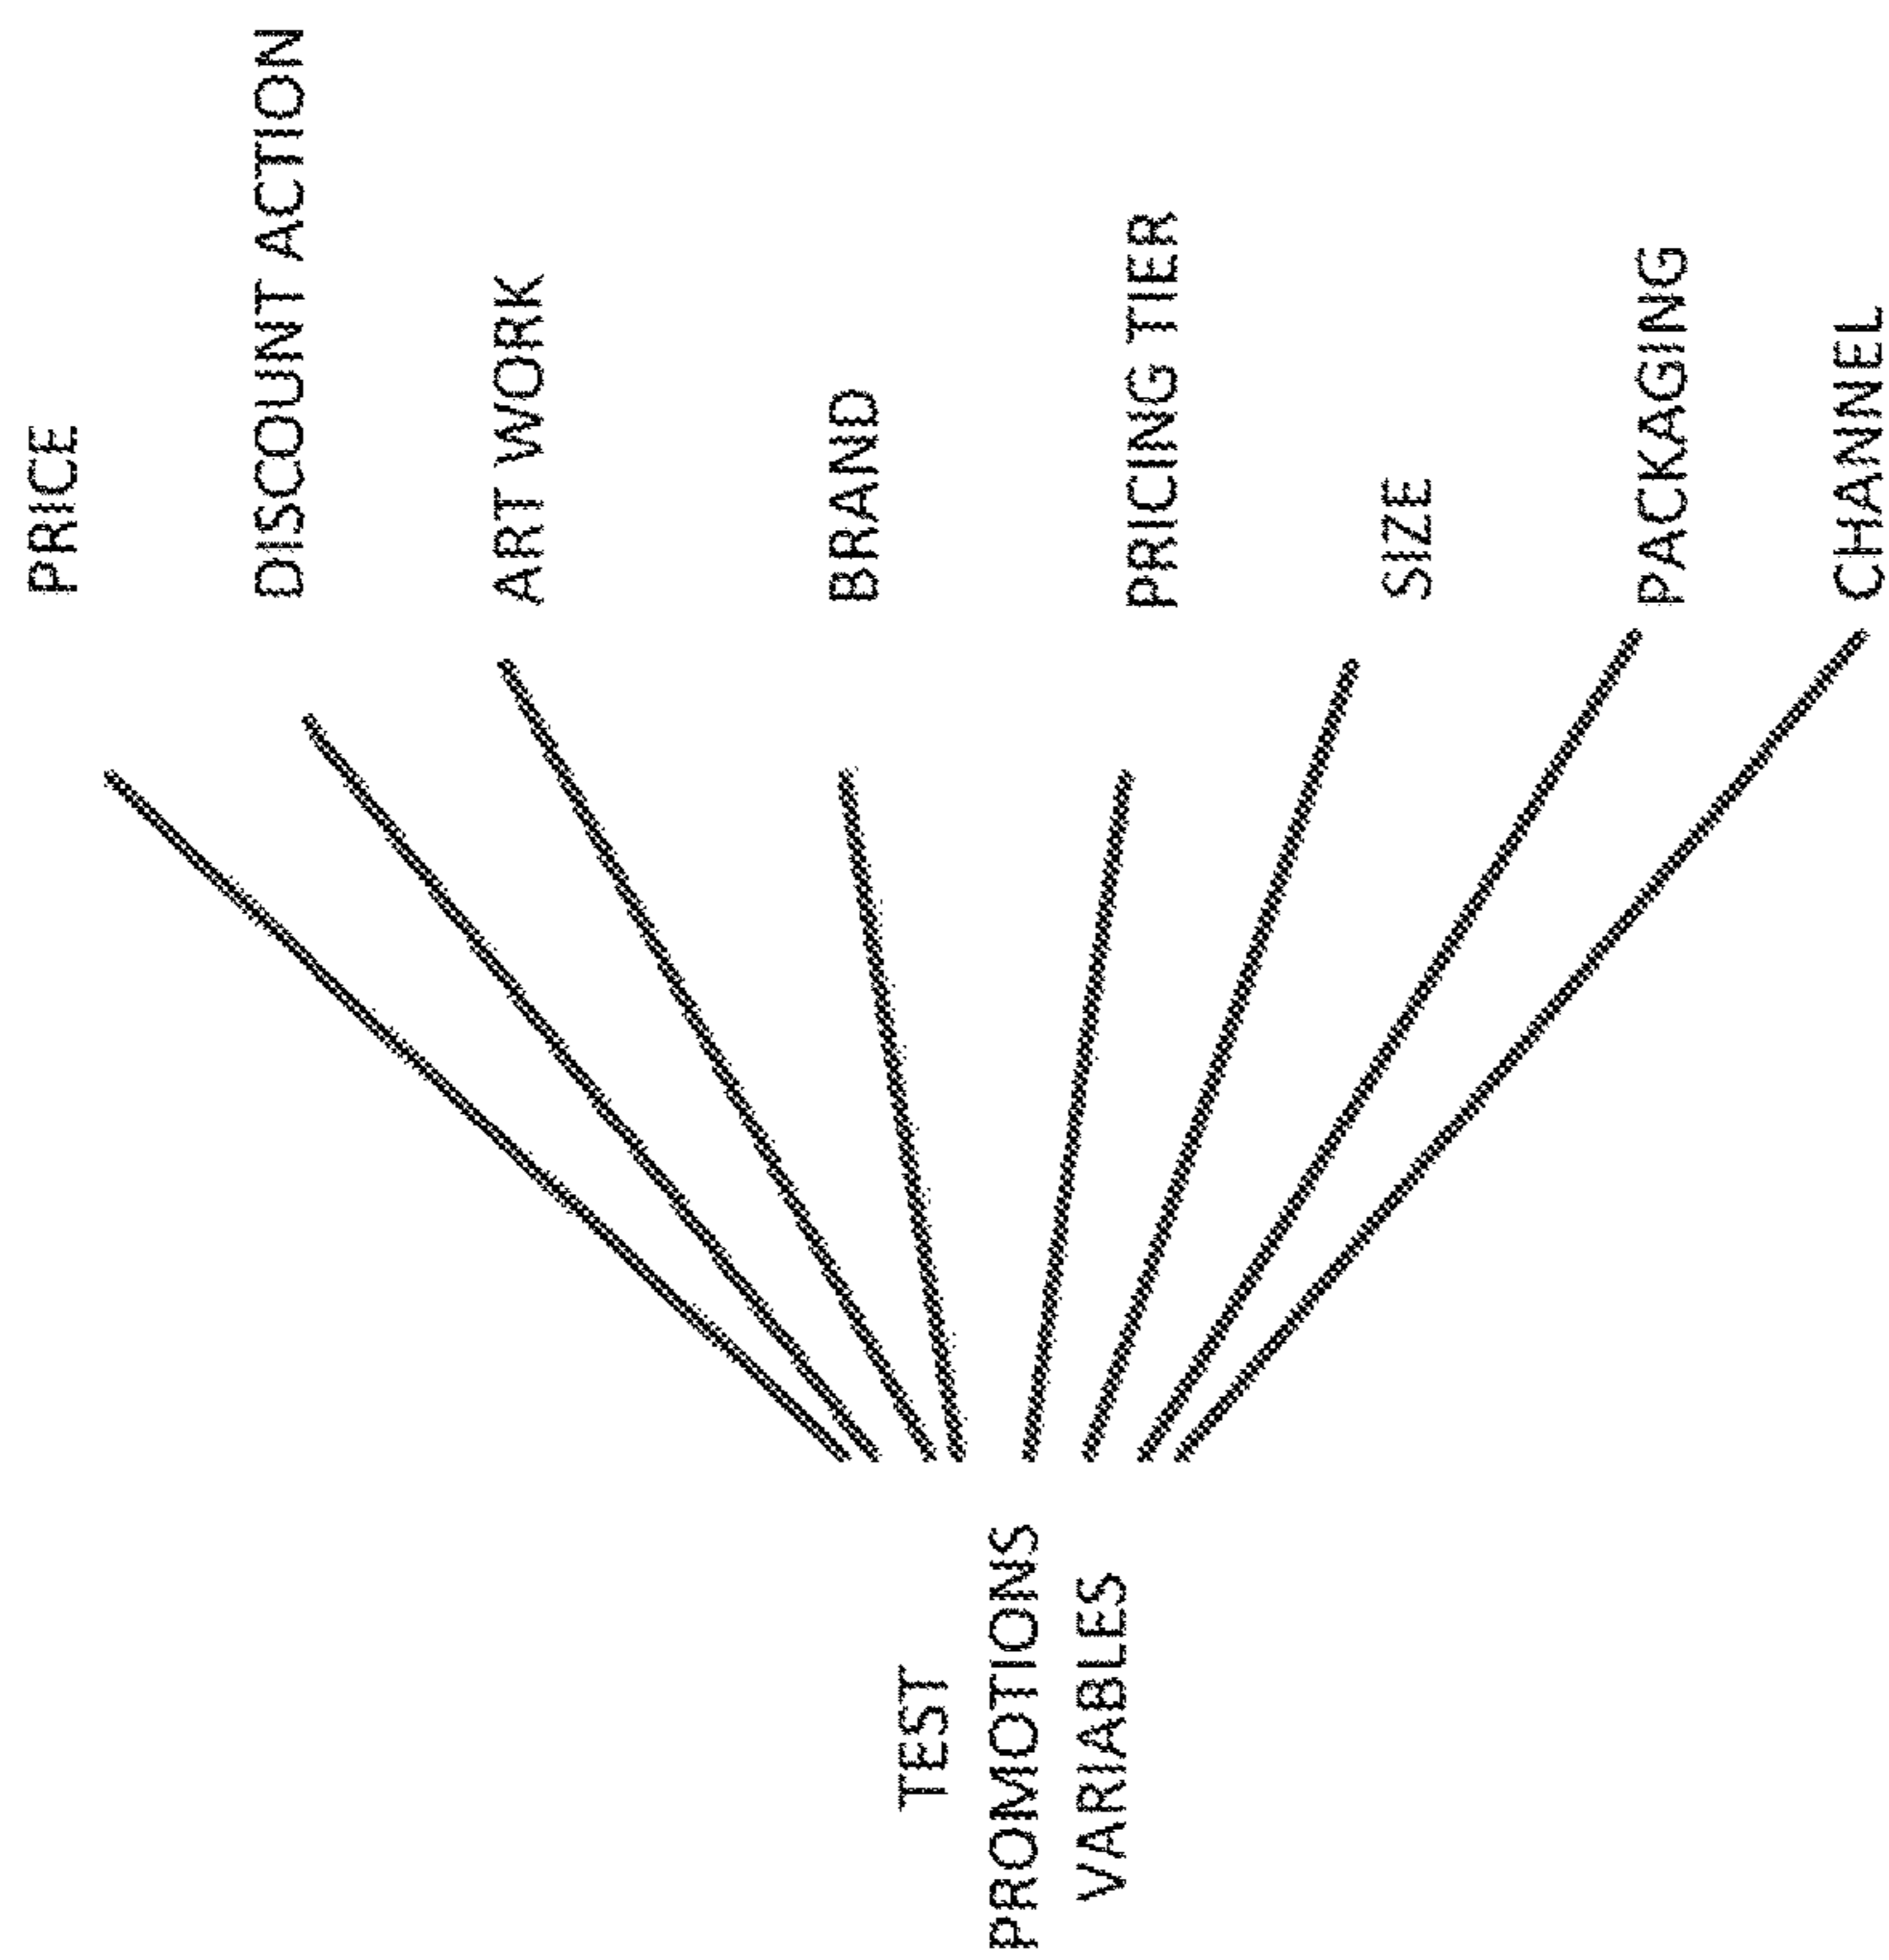 TEST
PROMOTIONS
VARIABLES
PRICE
DISCOUNT ACTION
ART WORK
BRAND
PRICING TIER
SIZE
PACKAGING
CHANNEL